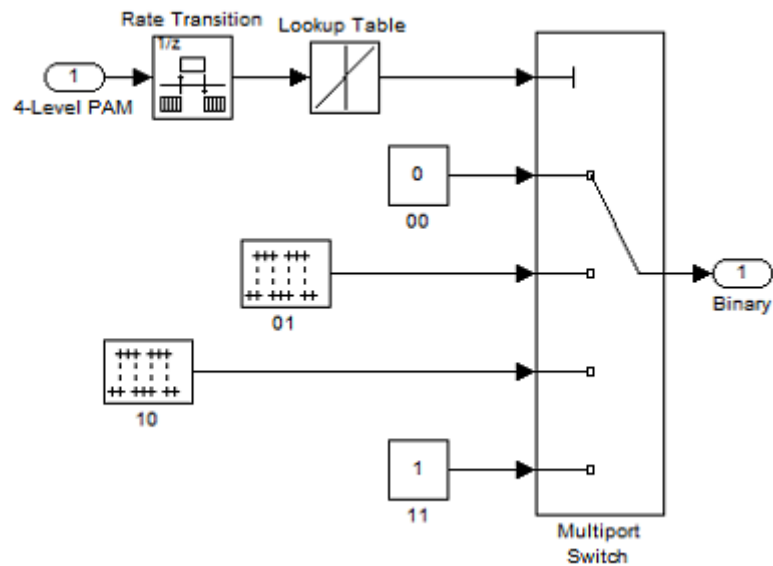 Rate Transition
Lookup Table
1/z
1
4-Level PAM
0
00
01
1
Binary
10
1
11
Multiport
Switch